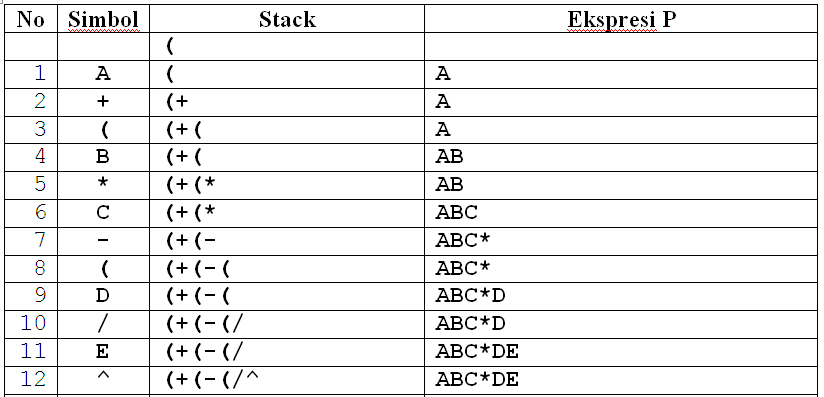 No Simbol Stack Ekspresi P
(
1 A ( A
2 + (+ A
3 ( (+( A
4 B (+( AB
5 * (+(* AB
6 C (+(* ABC
7 - (+(- ABC*
8 ( (+(-( ABC*
9 D (+(-( ABC*D
10 / (+(-(/ ABC*D
11 E (+(-(/ ABC*DE
12 ^ (+(-(/^ ABC*DE